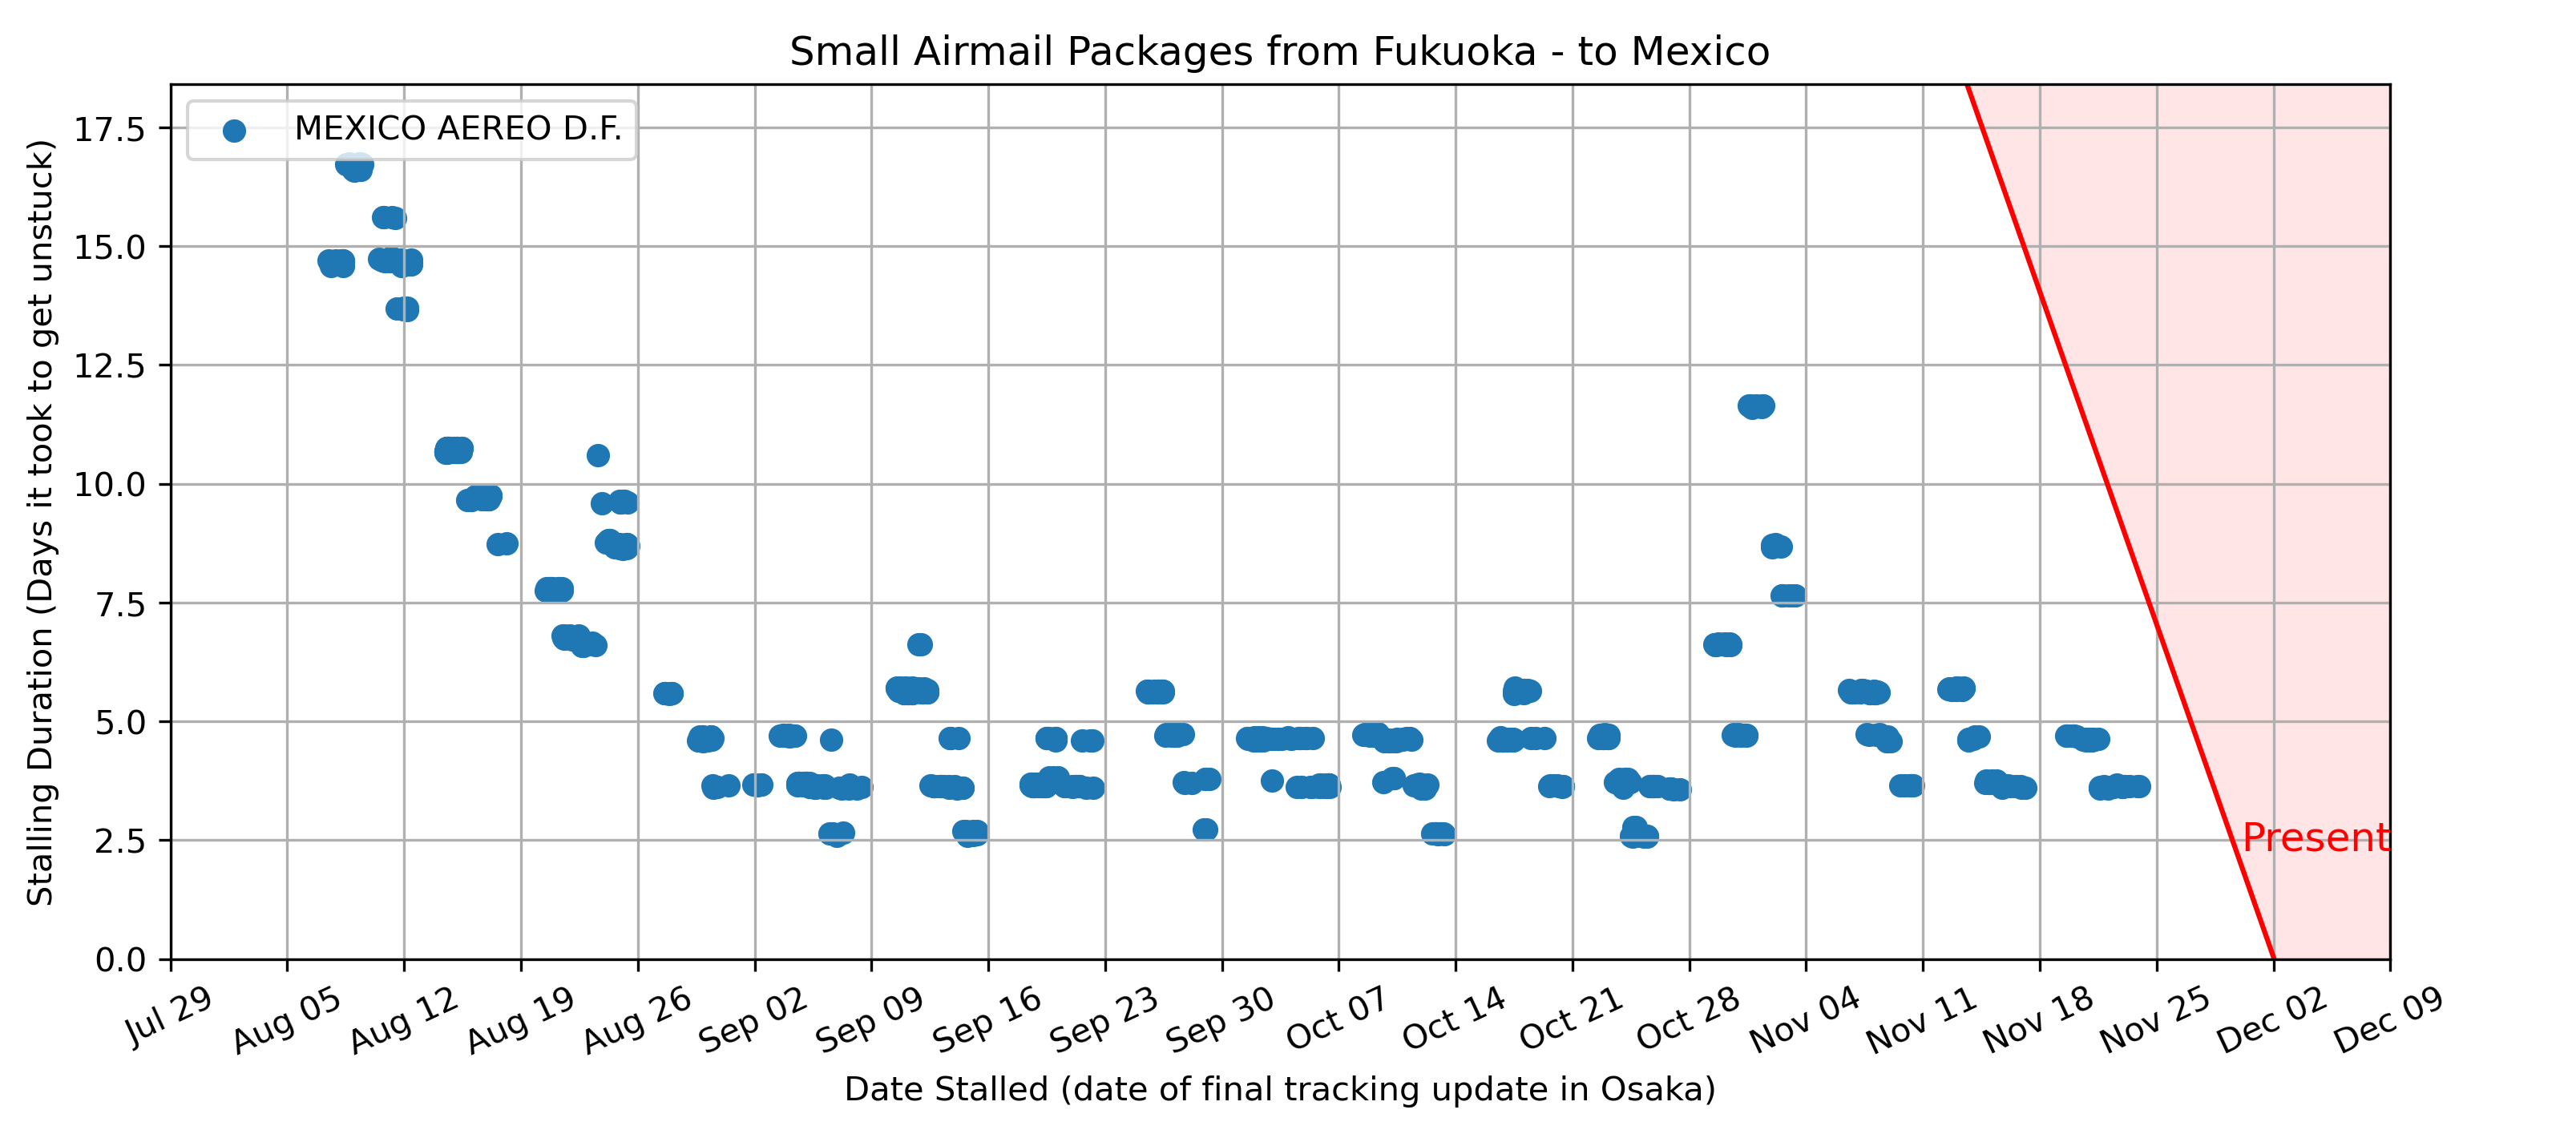 Small Airmail Packages from Fukuoka - to Mexico
MEXICO AEREO D.F.
Stalling Duration (Days it took to get unstuck)
17.5
15.0
12.5
10.0
7.5
5.0
2.5
0.0
Present
Jul 29
Aug 05
Aug 12
Aug 19
Aug 26
Sep 02
Sep 09
Sep 16
Sep 23
Sep 30
Oct 07
Oct 14
Oct 21
Oct 28
Nov 04
Nov 11
Nov 18
Nov 25
Dec 02
Dec 09
Date Stalled (date of final tracking update in Osaka)